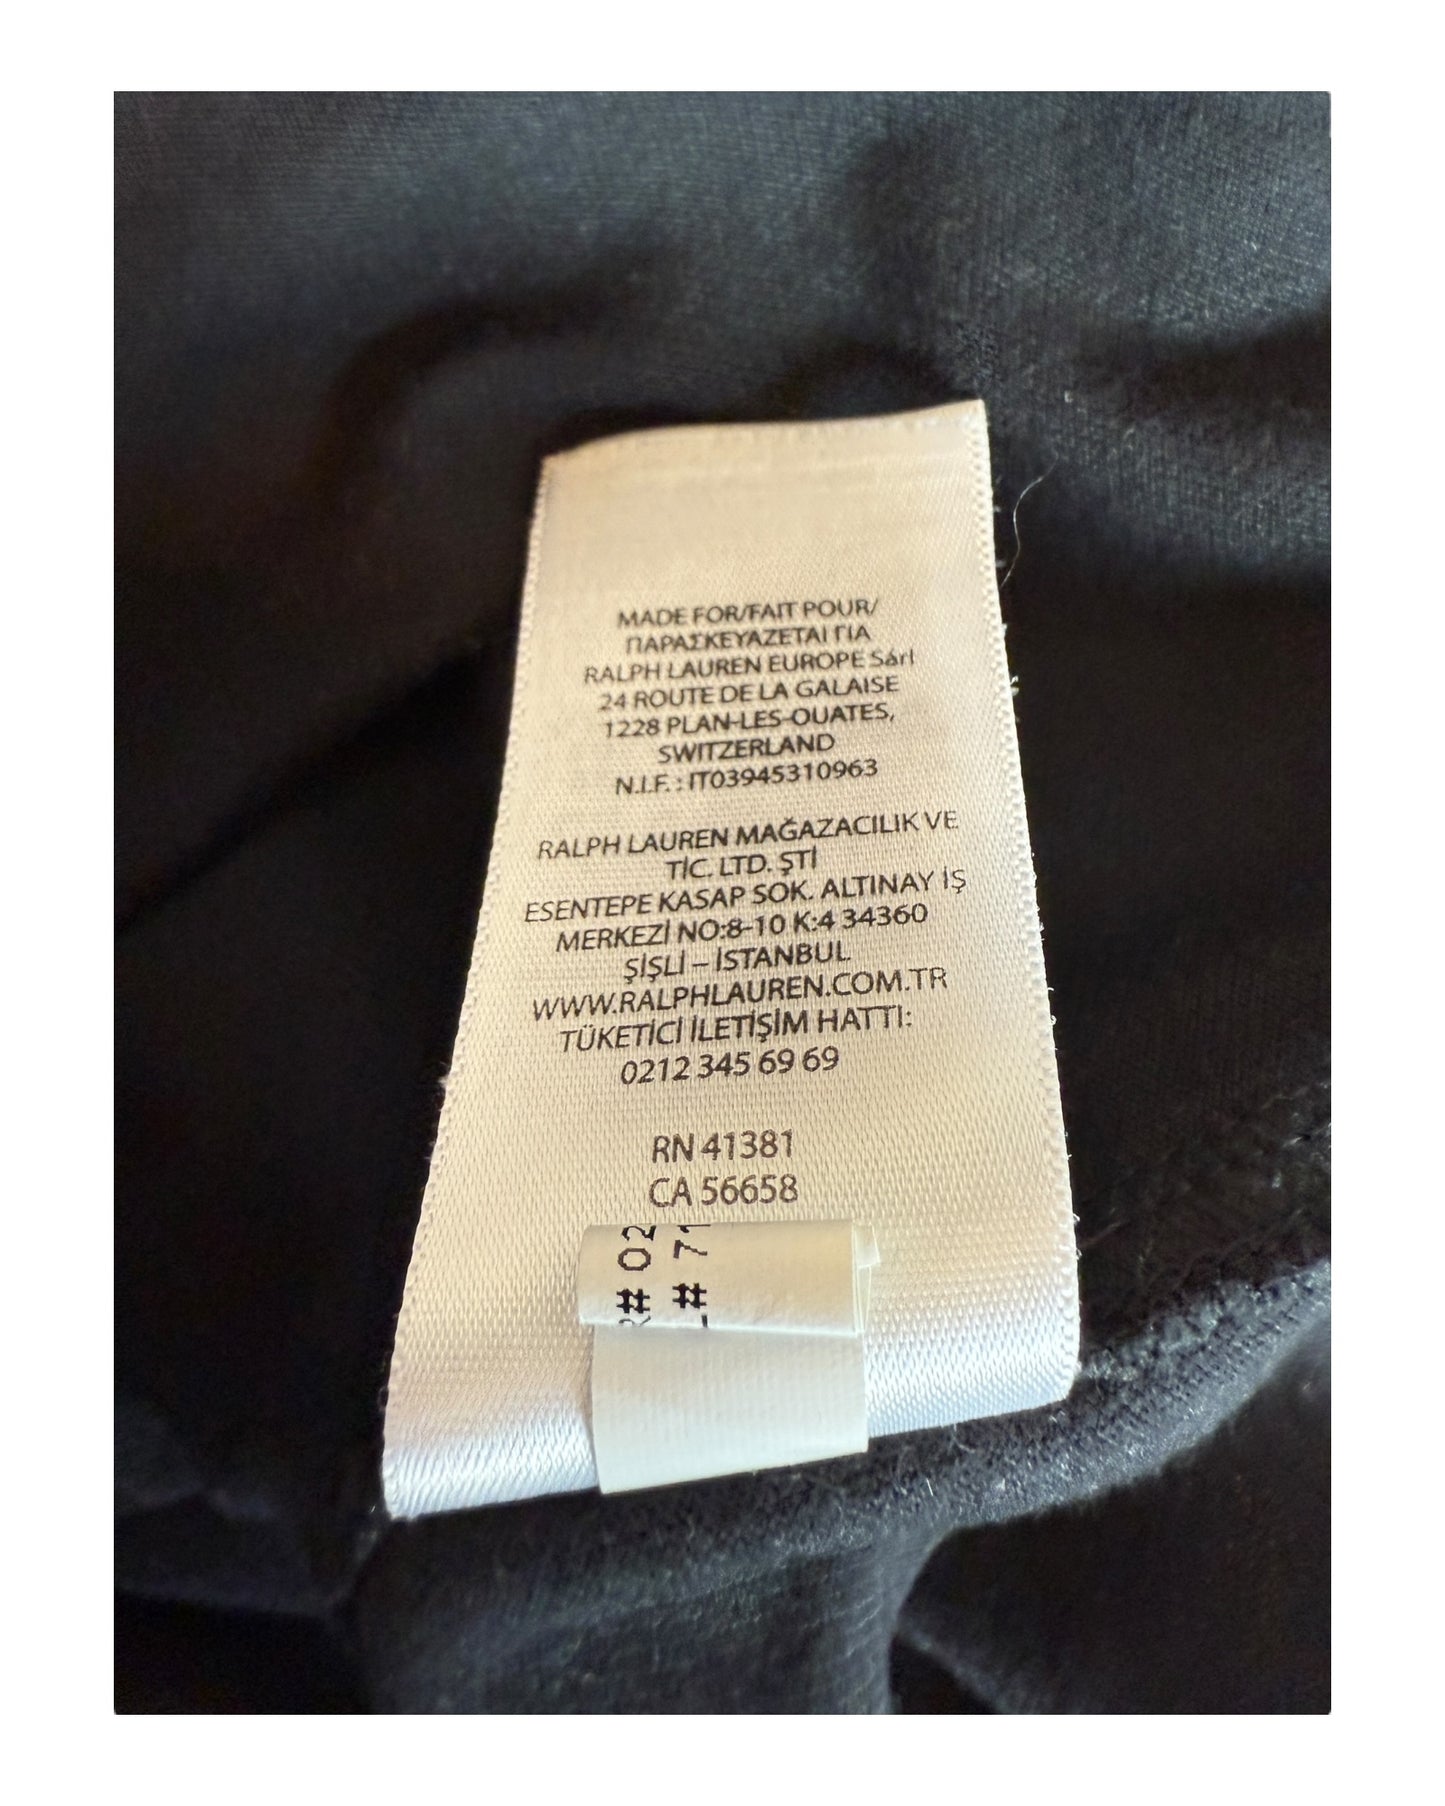 MADE FOR/FAIT POUR/
ΠΑΡΑΣΚΕΥΑΖΕΤΑΙ ΓΙΑ
RALPH LAUREN EUROPE Sárl
24 ROUTE DE LA GALAISE
1228 PLAN-LES-OUATES,
SWITZERLAND
N.I.F. : IT03945310963
RALPH LAUREN MAĞAZACILIK VE
TİC. LTD. ŞTİ
ESENTEPE KASAP SOK. ALTINAY İŞ
MERKEZİ NO:8-10 K:4 34360
ŞİŞLİ – İSTANBUL
WWW.RALPHLAUREN.COM.TR
TÜKETİCİ İLETİŞİM HATTI:
0212 345 69 69
RN 41381
CA 56658
# 02
# 71